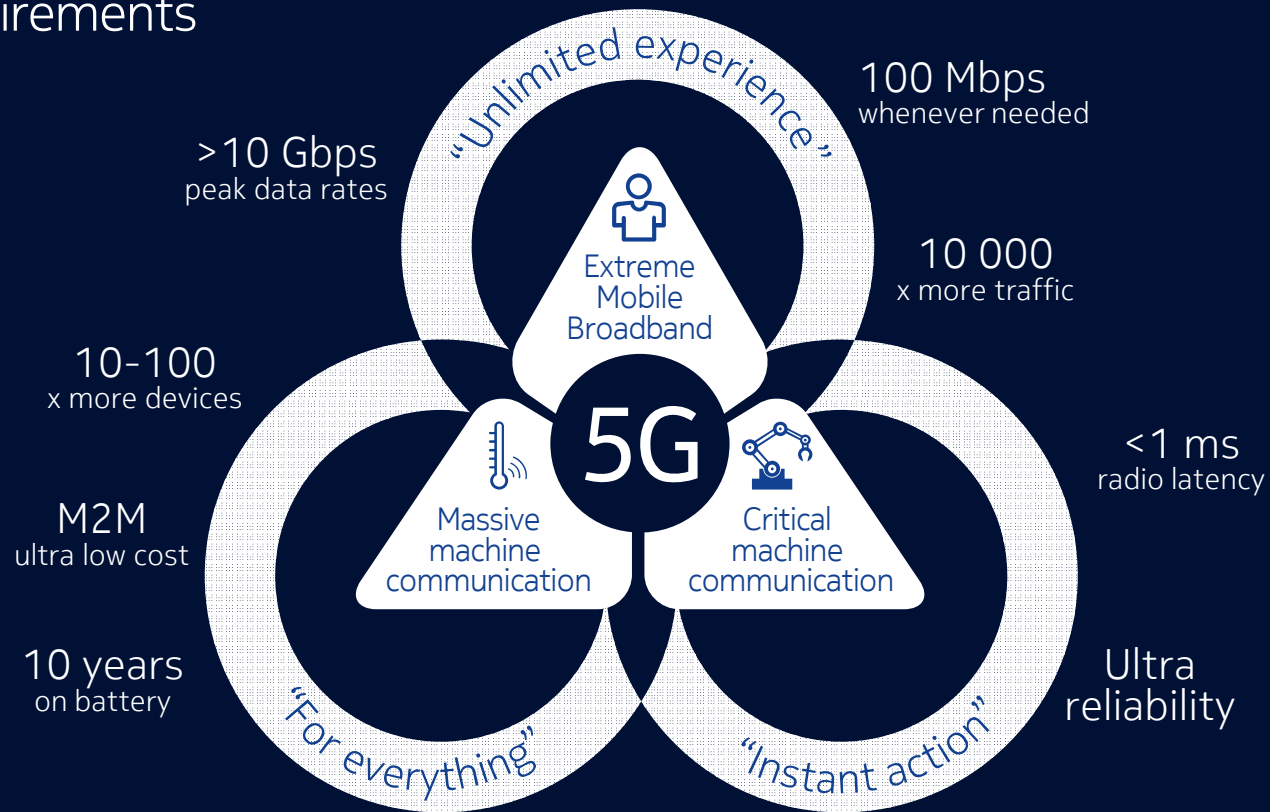 irements
"Unlimited experience"
100 Mbps
whenever needed
>10 Gbps
peak data rates
10 000
x more traffic
Extreme
Mobile
Broadband
10-100
x more devices
5G
<1 ms
radio latency
M2M
ultra low cost
Massive
machine
communication
Critical
machine
communication
10 years
on battery
Ultra
reliability
"For everything"
"Instant action"